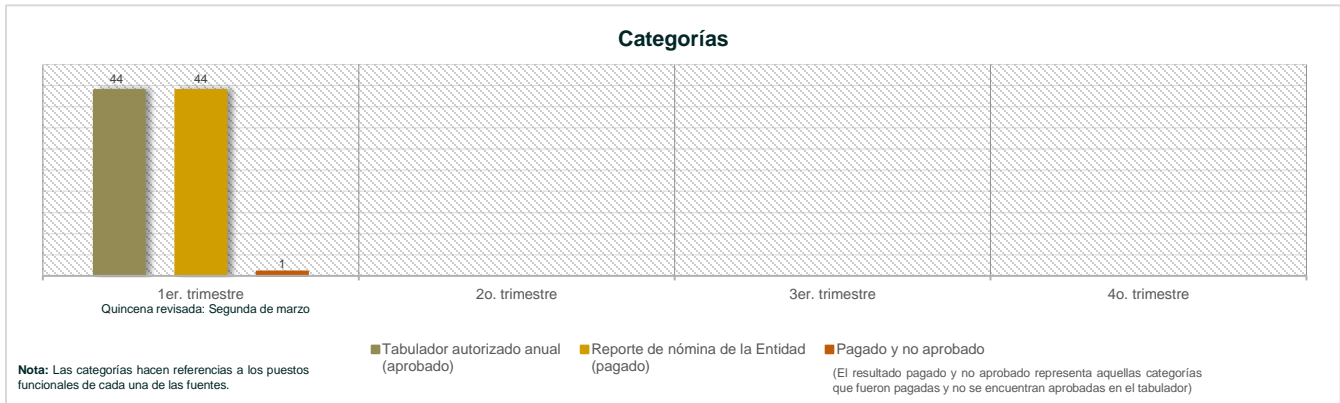 Categorías
44
44
1
1er. trimestre
2o. trimestre
3er. trimestre
4o. trimestre
Quincena revisada: Segunda de marzo
Tabulador autorizado anual
(aprobado)
Reporte de nómina de la Entidad
(pagado)
Pagado y no aprobado
(El resultado pagado y no aprobado representa aquellas categorías
que fueron pagadas y no se encuentran aprobadas en el tabulador)
Nota: Las categorías hacen referencias a los puestos
funcionales de cada una de las fuentes.